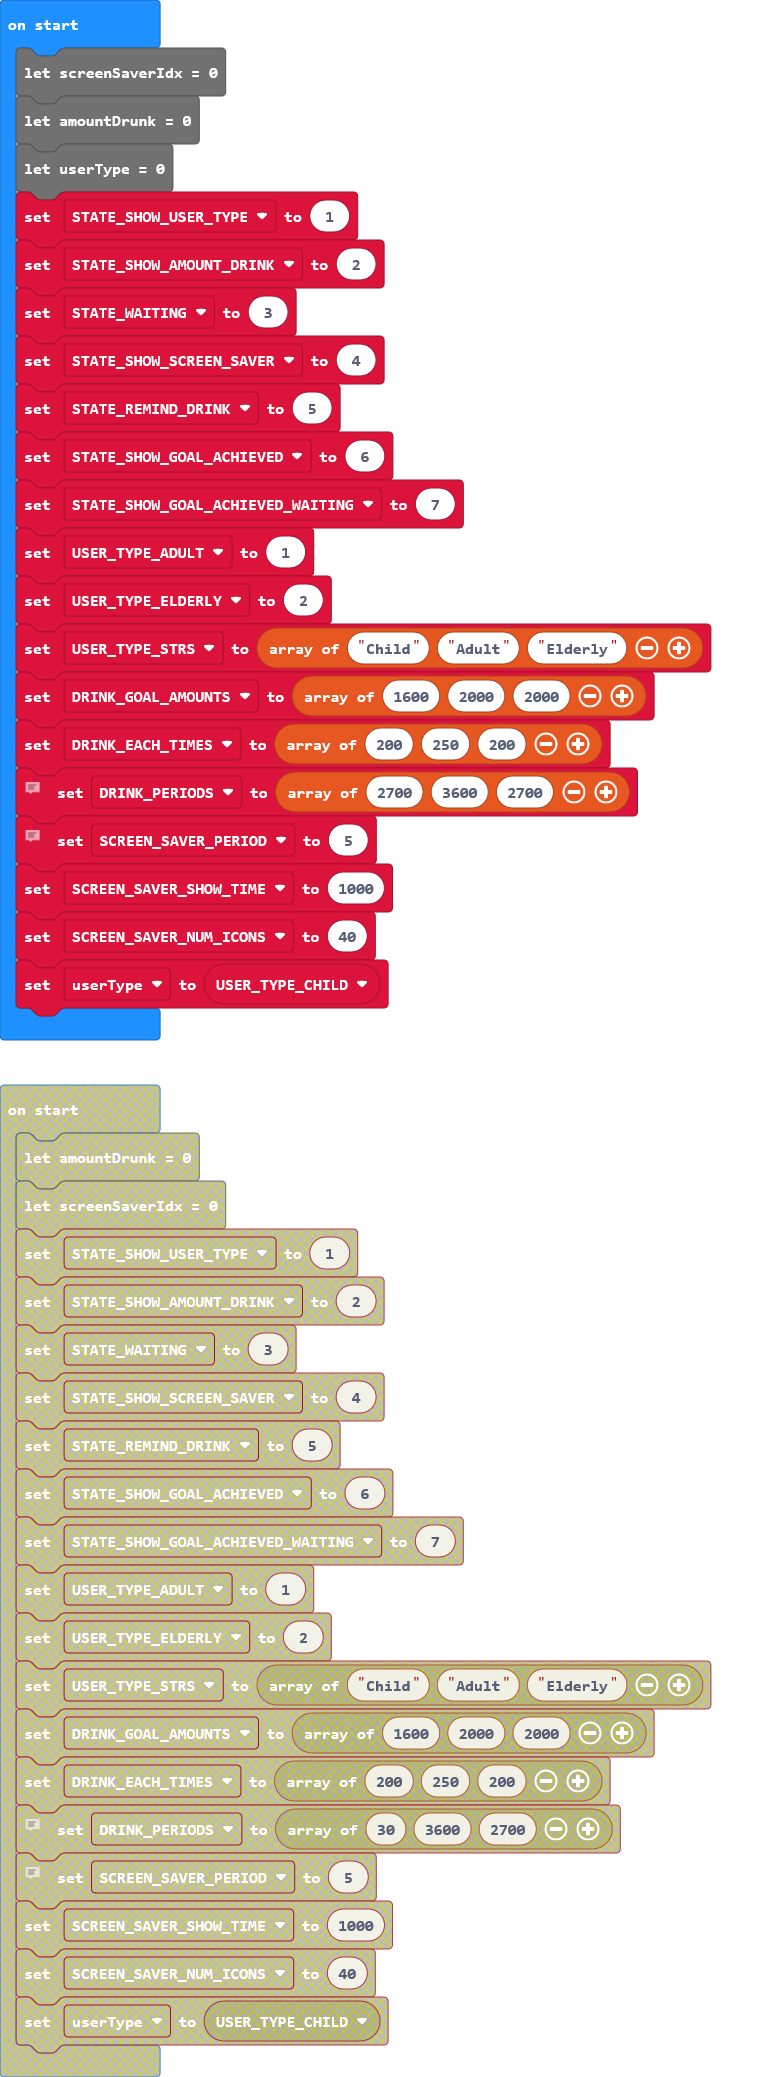 on start
let screenSaverIdx = 0
let amountDrunk = 0
let userType = 0
set STATE_SHOW_USER_TYPE to 1
set STATE_SHOW_AMOUNT_DRINK to 2
set STATE_WAITING to 3
set STATE_SHOW_SCREEN_SAVER to 4
set STATE_REMIND_DRINK to 5
set STATE_SHOW_GOAL_ACHIEVED to 6
set STATE_SHOW_GOAL_ACHIEVED_WAITING to 7
set USER_TYPE_ADULT to 1
set USER_TYPE_ELDERLY to 2
set USER_TYPE_STRS to array of "Child" "Adult" "Elderly"
set DRINK_GOAL_AMOUNTS to array of 1600 2000 2000
set DRINK_EACH_TIMES to array of 200 250 200
set DRINK_PERIODS to array of 2700 3600 2700
set SCREEN_SAVER_PERIOD to 5
set SCREEN_SAVER_SHOW_TIME to 1000
set SCREEN_SAVER_NUM_ICONS to 40
set userType to USER_TYPE_CHILD
on start
let amountDrunk = 0
let screenSaverIdx = 0
set STATE_SHOW_USER_TYPE to 1
set STATE_SHOW_AMOUNT_DRINK to 2
set STATE_WAITING to 3
set STATE_SHOW_SCREEN_SAVER to 4
set STATE_REMIND_DRINK to 5
set STATE_SHOW_GOAL_ACHIEVED to 6
set STATE_SHOW_GOAL_ACHIEVED_WAITING to 7
set USER_TYPE_ADULT to 1
set USER_TYPE_ELDERLY to 2
set USER_TYPE_STRS to array of "Child" "Adult" "Elderly"
set DRINK_GOAL_AMOUNTS to array of 1600 2000 2000
set DRINK_EACH_TIMES to array of 200 250 200
set DRINK_PERIODS to array of 30 3600 2700
set SCREEN_SAVER_PERIOD to 5
set SCREEN_SAVER_SHOW_TIME to 1000
set SCREEN_SAVER_NUM_ICONS to 40
set userType to USER_TYPE_CHILD